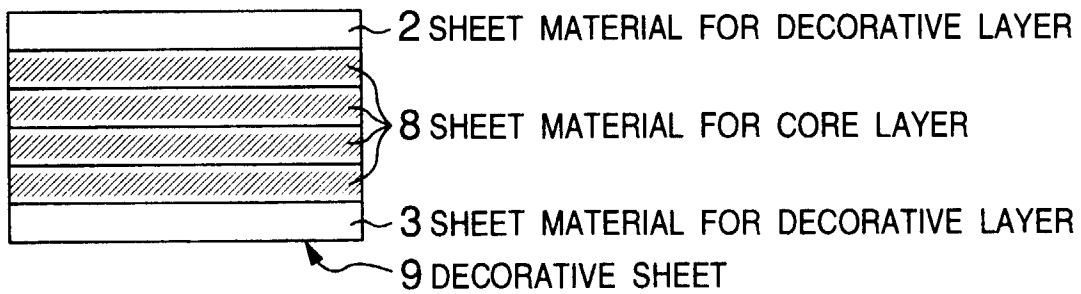 2 SHEET MATERIAL FOR DECORATIVE LAYER
8 SHEET MATERIAL FOR CORE LAYER
3 SHEET MATERIAL FOR DECORATIVE LAYER
9 DECORATIVE SHEET